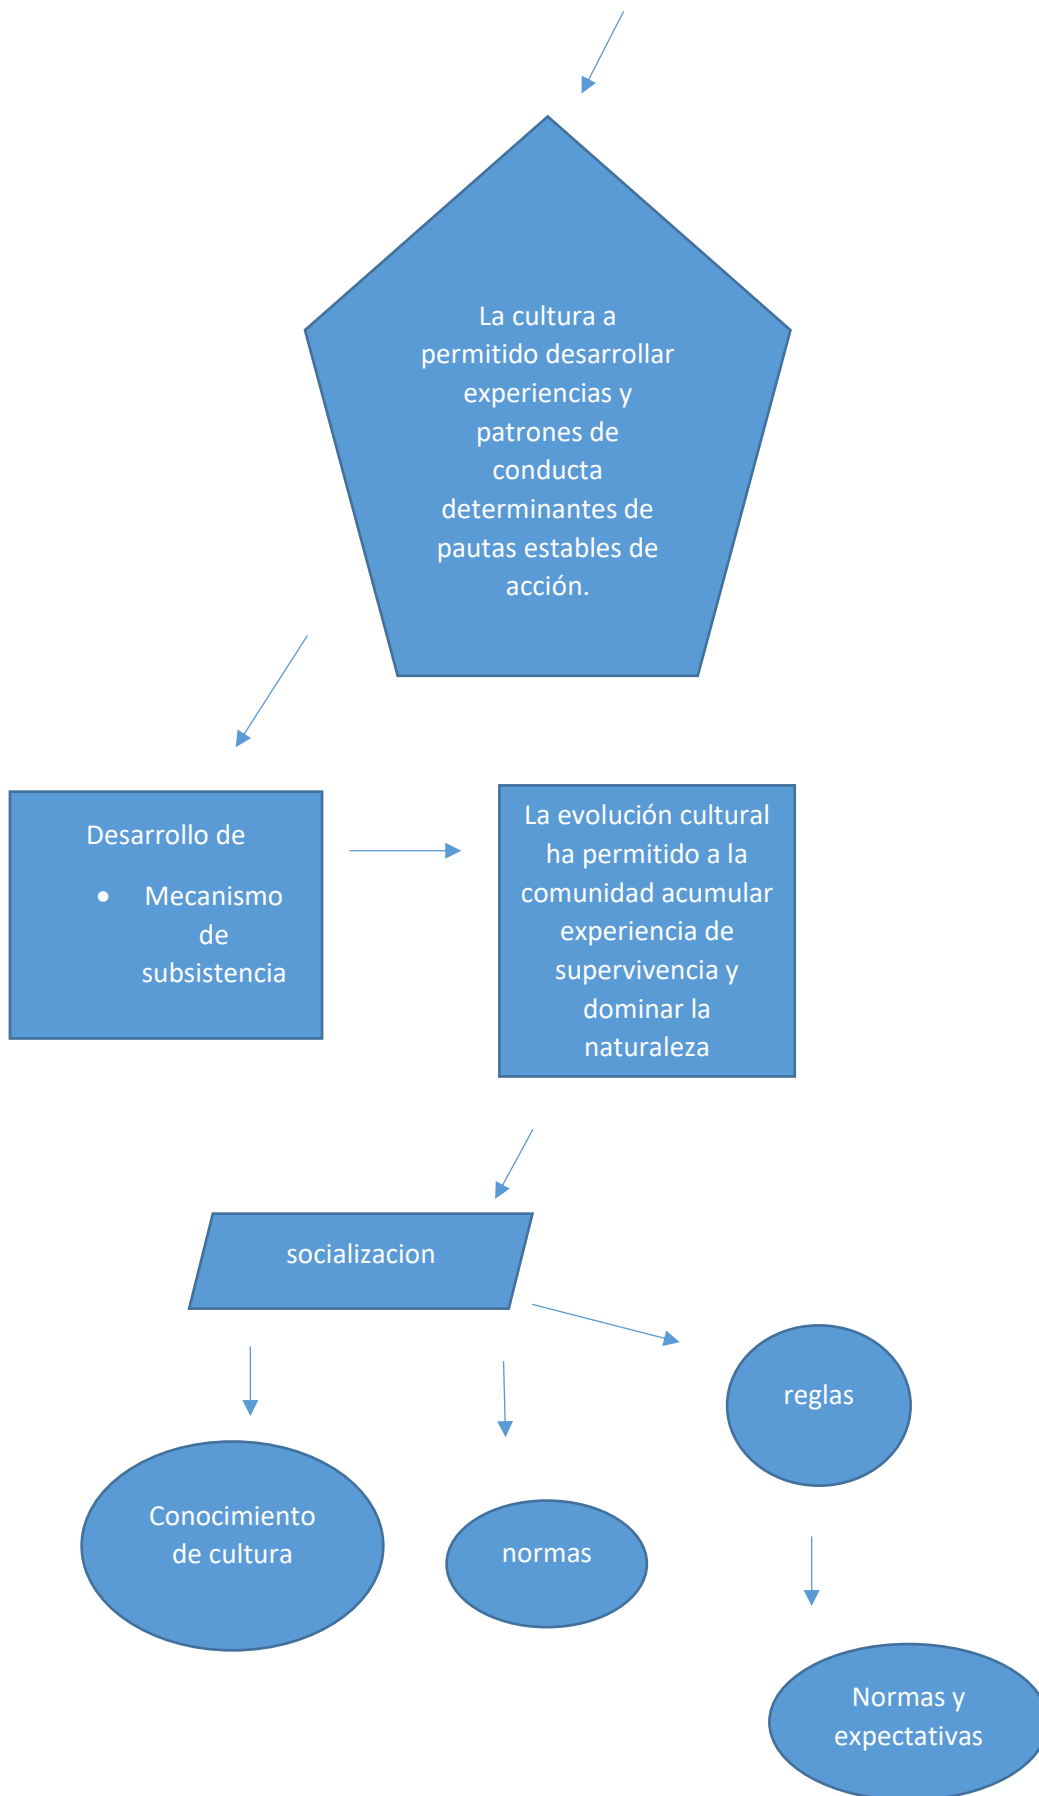 La cultura a
permitido desarrollar
experiencias y
patrones de
conducta
determinantes de
pautas estables de
acción.
Desarrollo de
• Mecanismo
de
subsistencia
La evolución cultural
ha permitido a la
comunidad acumular
experiencia de
supervivencia y
dominar la
naturaleza
socializacion
reglas
Conocimiento
de cultura
normas
Normas y
expectativas